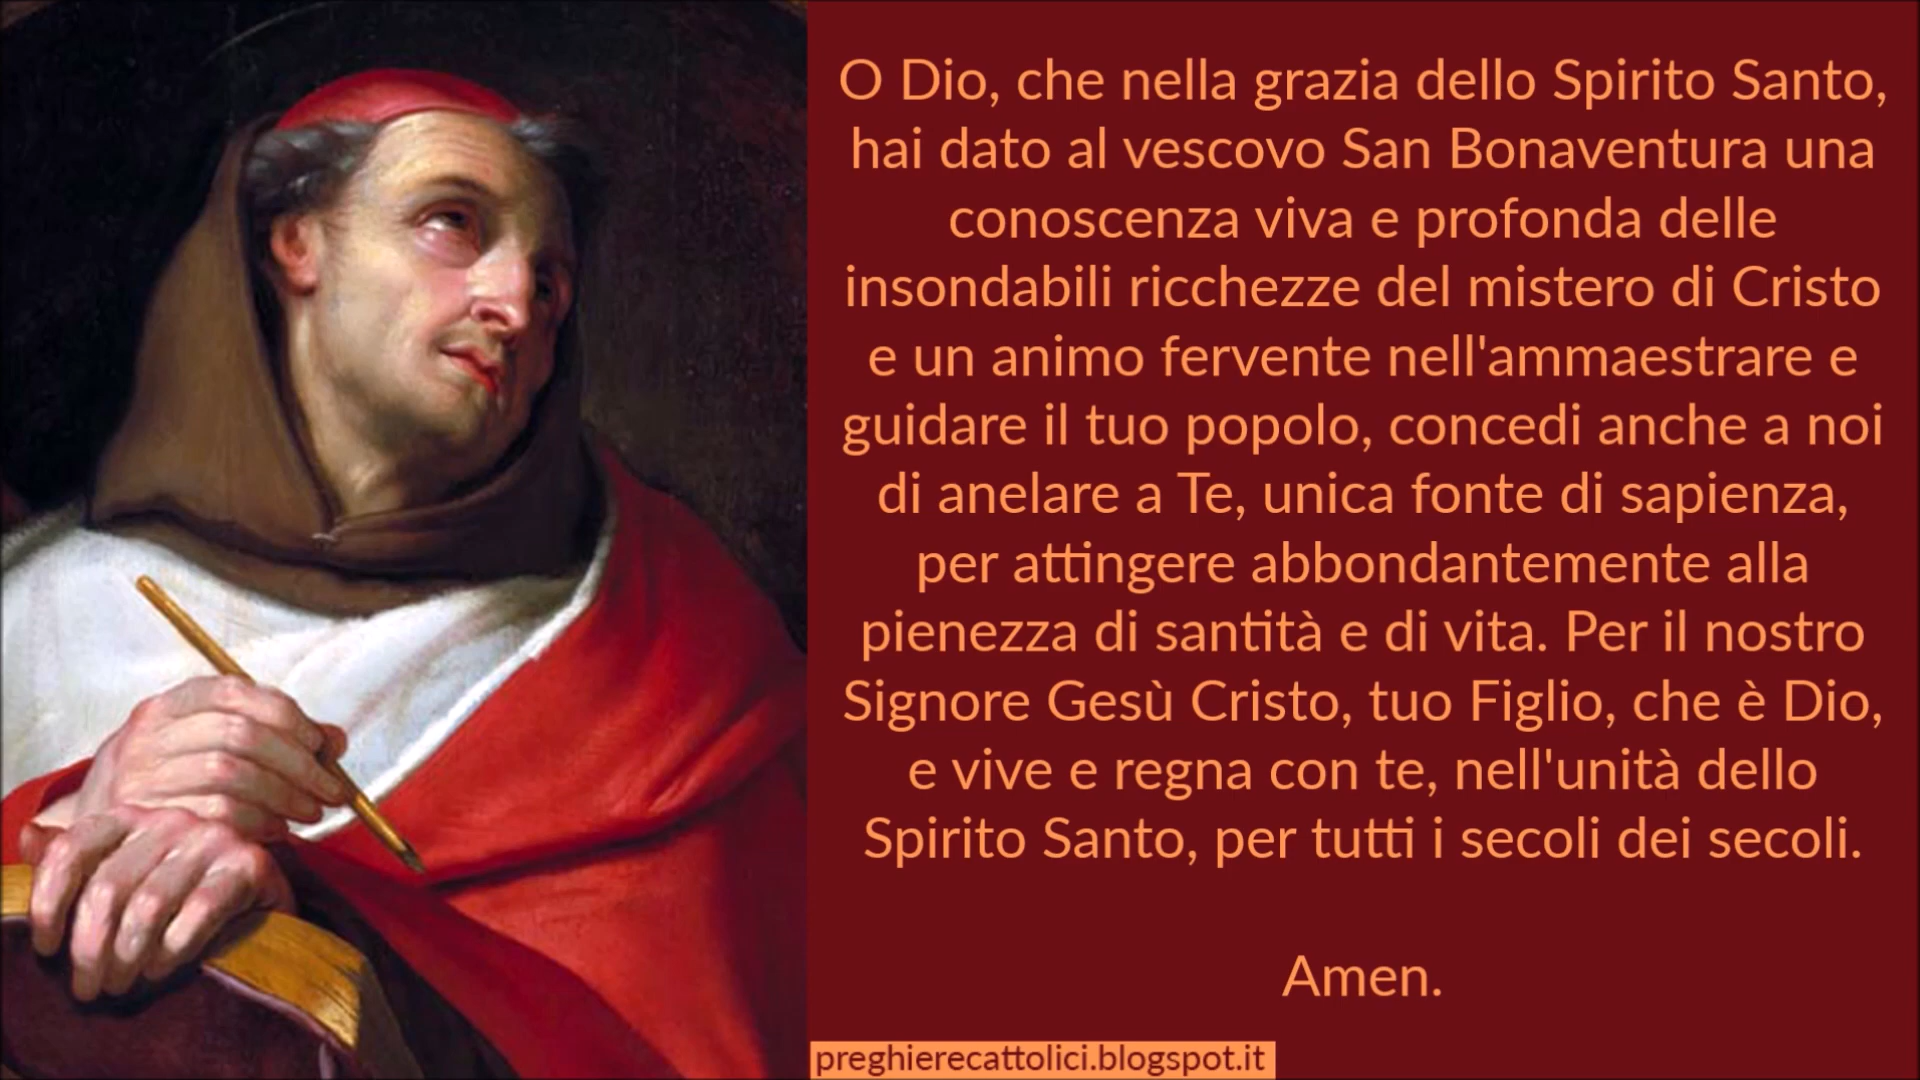 O Dio, che nella grazia dello Spirito Santo,
hai dato al vescovo San Bonaventura una
conoscenza viva e profonda delle
insondabili ricchezze del mistero di Cristo
e un animo fervente nell'ammaestrare e
guidare il tuo popolo, concedi anche a noi
di anelare a Te, unica fonte di sapienza,
per attingere abbondantemente alla
pienezza di santità e di vita. Per il nostro
Signore Gesù Cristo, tuo Figlio, che è Dio,
e vive e regna con te, nell'unità dello
Spirito Santo, per tutti i secoli dei secoli.
Amen.
preghierecattolici.blogspot.it